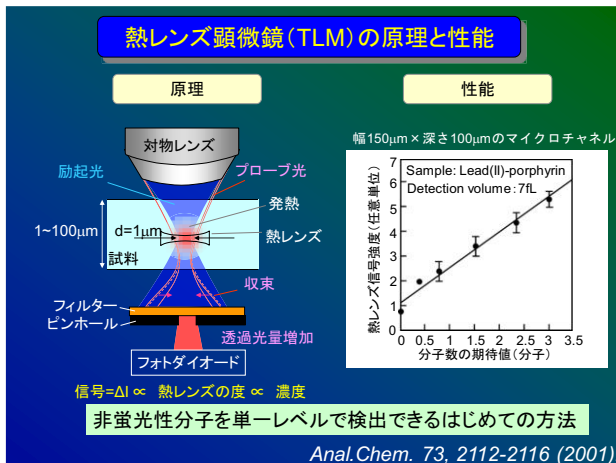 熱レンズ顕微鏡(TLM)の原理と性能
原理
対物レンズ
励起光
プローブ光
発熱
1~100μm
d=1μm
熱レンズ
試料
収束
フィルター
ピンホール
透過光量増加
フォトダイオード
信号=ΔI ∝ 熱レンズの度 ∝ 濃度
性能
幅150μm×深さ100μmのマイクロチャネル
Sample: Lead(II)-porphyrin
Detection volume:7fL
熱レンズ信号強度(任意単位)
7
6
5
4
3
2
1
0
0 0.5 1 1.5 2 2.5 3 3.5
分子数の期待値(分子)
非蛍光性分子を単一レベルで検出できるはじめての方法
Anal.Chem. 73, 2112-2116 (2001)